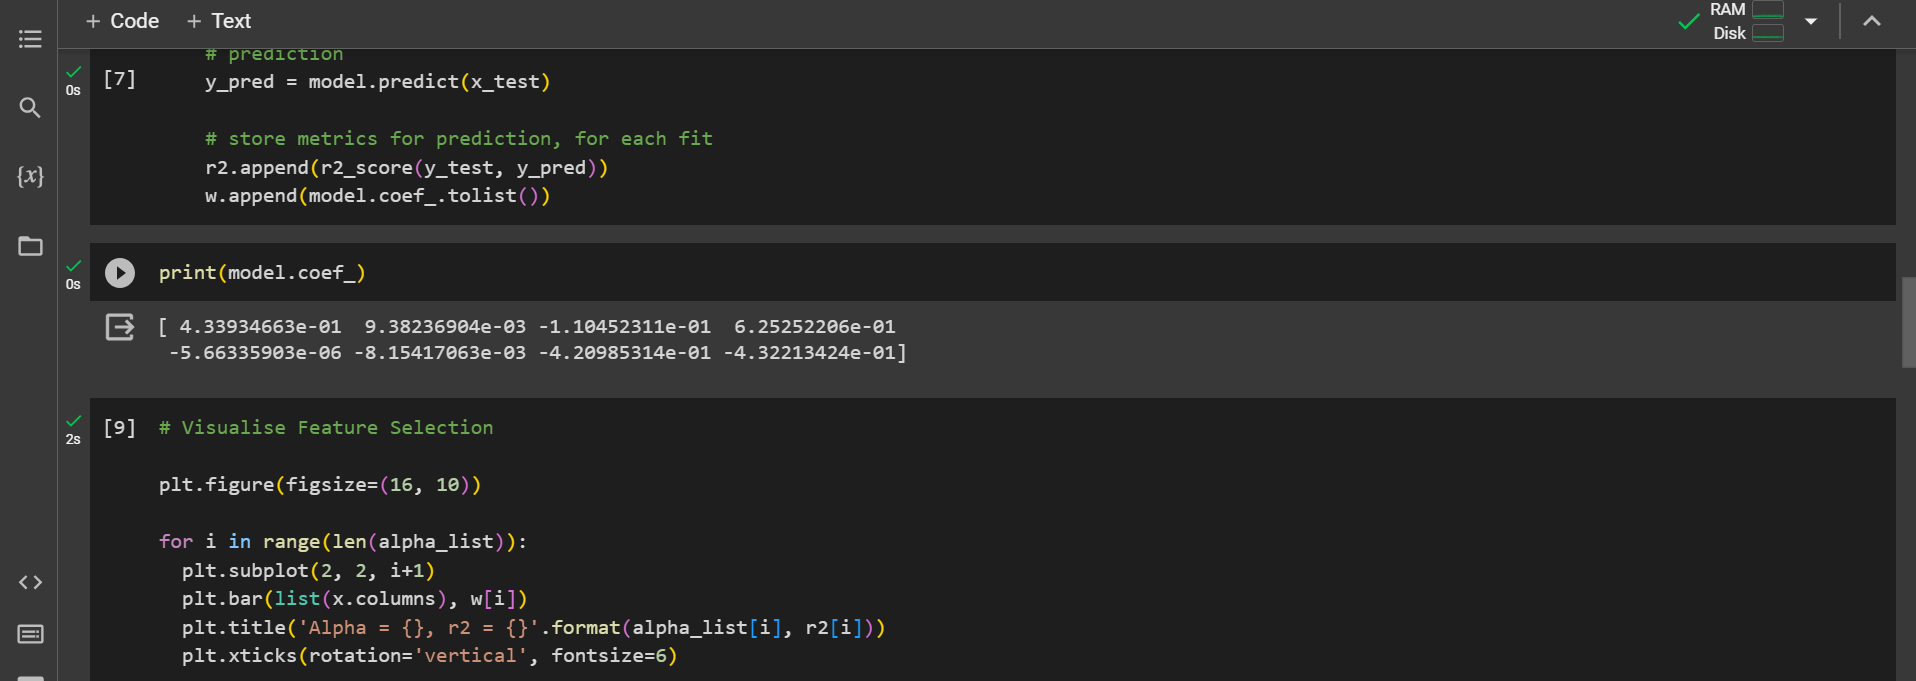 + Code + Text
RAM
Disk
# prediction
[7]
0s
y_pred = model.predict(x_test)
# store metrics for prediction, for each fit
r2.append(r2_score(y_test, y_pred))
w.append(model.coef_.tolist())
{x}
0s
print(model.coef_)
[ 4.33934663e-01  9.38236904e-03 -1.10452311e-01  6.25252206e-01
-5.66335903e-06 -8.15417063e-03 -4.20985314e-01 -4.32213424e-01]
[9]
2s
# Visualise Feature Selection
plt.figure(figsize=(16, 10))
for i in range(len(alpha_list)):
plt.subplot(2, 2, i+1)
plt.bar(list(x.columns), w[i])
plt.title('Alpha = {}, r2 = {}'.format(alpha_list[i], r2[i]))
plt.xticks(rotation='vertical', fontsize=6)